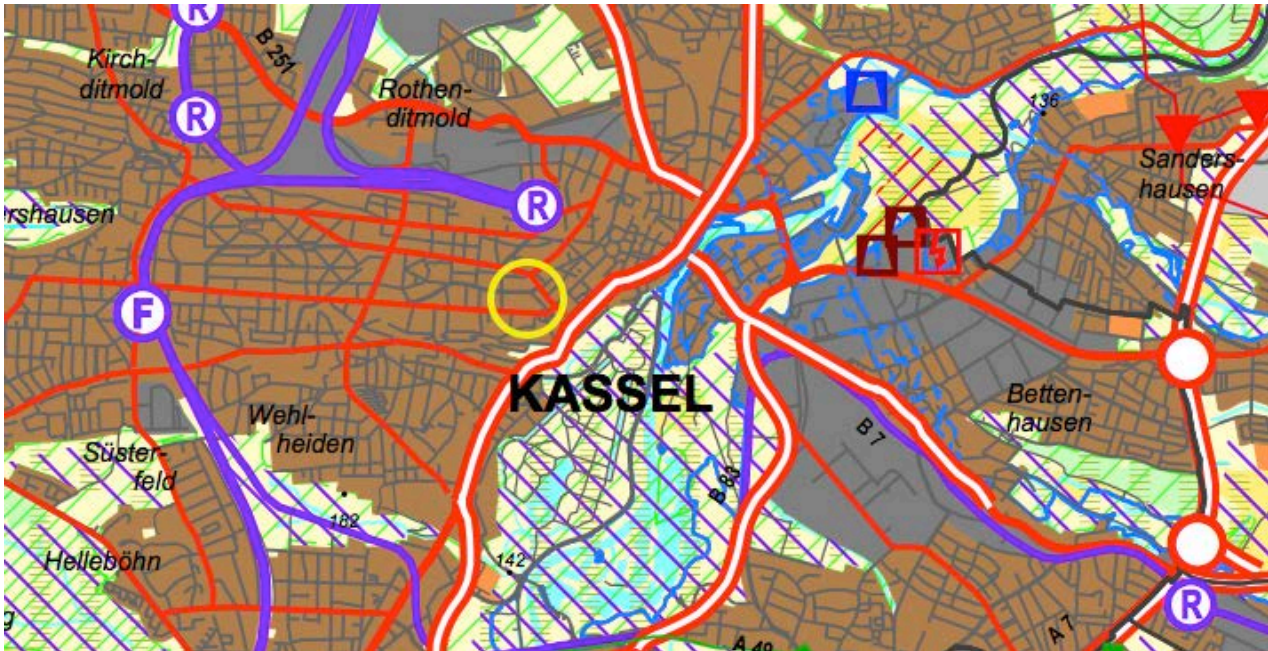 R
Kirch-
ditmold
B 251
Rothen-
ditmold
R
136
Sanders-
hausen
rshausen
R
F
KASSEL
Wehl-
heiden
Betten-
hausen
B 7
Süster-
feld
B 83
182
Helleböhn
142
R
g
A 49
A 7